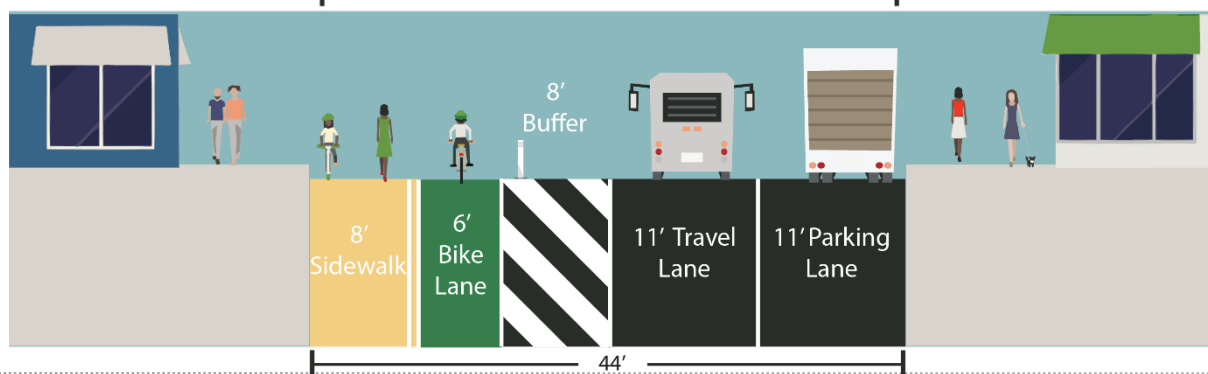 8'
Buffer
8'
Sidewalk
6'
Bike
Lane
11' Travel
Lane
11' Parking
Lane
44'